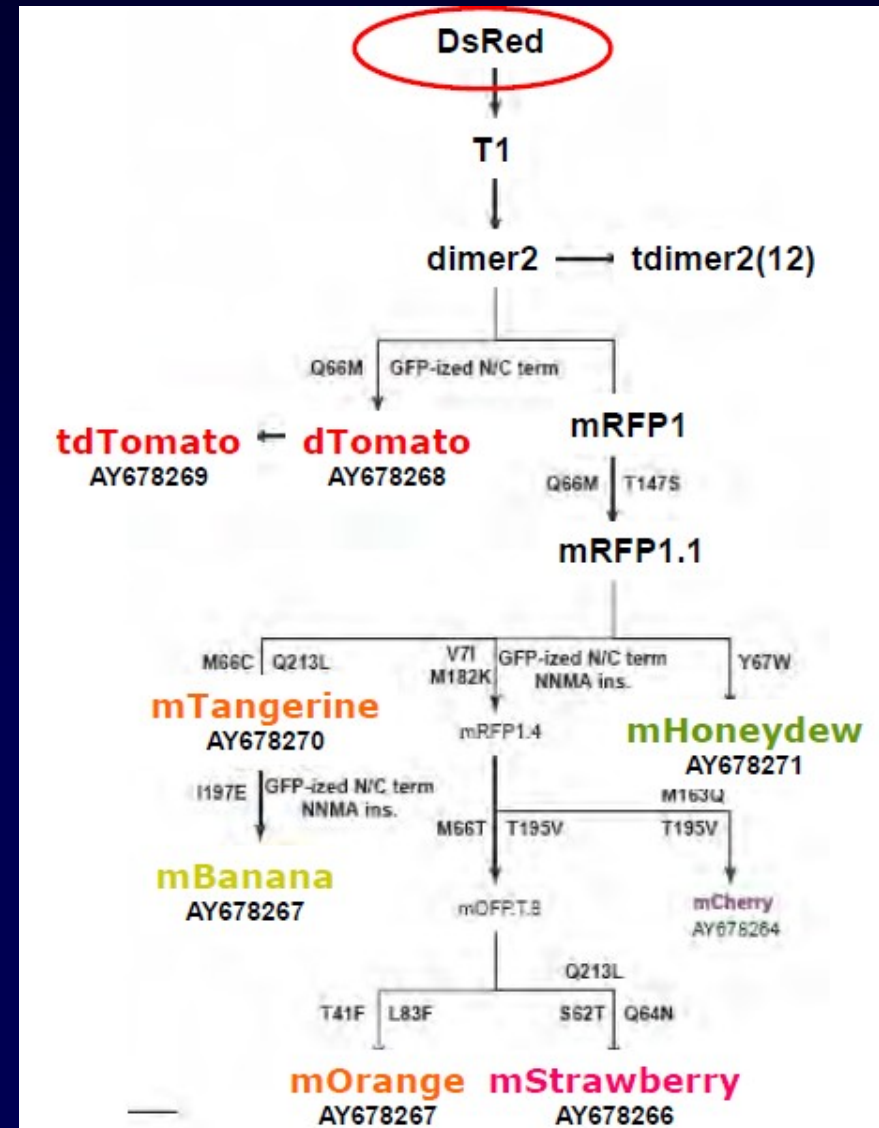 DsRed
T1
dimer2 tdimer2(12)
Q66M GFP-ized N/C term
mRFP1
tdTomato dTomato
AY678269 AY678268
Q66M T147S
mRFP1.1
M66C Q213L
V7I GFP-ized N/C term
M182K NNMA ins.
Y67W
mTangerine
AY678270
mRFP1.4
mHoneydew
AY678271
I197E GFP-ized N/C term
NNMA ins.
M163Q
M66T T195V T195V
mBanana
AY678267
mOFP.T.8
mCherry
AY678264
Q213L
T41F L83F S62T Q64N
mOrange mStrawberry
AY678267 AY678266